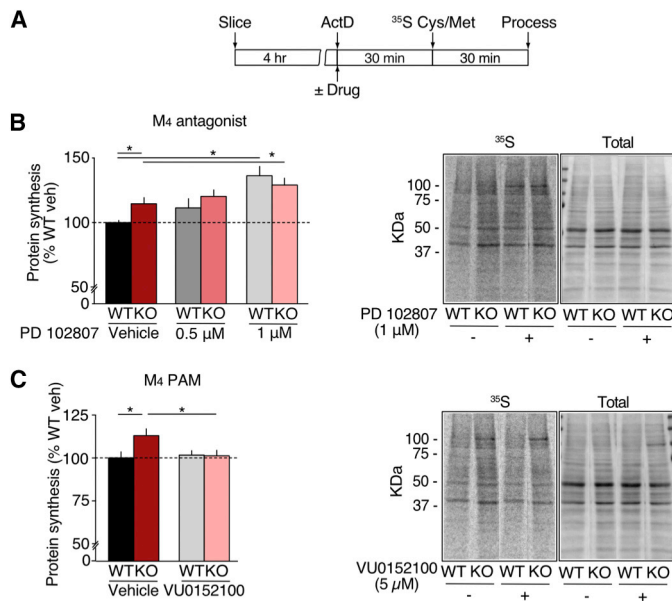 A
Slice ActD ³⁵S Cys/Met Process
4 hr 30 min 30 min
± Drug
B
M₄ antagonist
Protein synthesis
(% WT veh)
150
100
50
0
* * *
WT KO WT KO WT KO
PD 102807 Vehicle 0.5 μM 1 μM
³⁵S Total
KDa
100 -
75 -
50 -
37 -
WT KO WT KO WT KO WT KO
PD 102807
(1 μM)
- + - +
C
M₄ PAM
Protein synthesis (% WT veh)
125
100
75
50
0
* *
WT KO WT KO
Vehicle VU0152100
³⁵S Total
KDa
100 -
75 -
50 -
37 -
WT KO WT KO WT KO WT KO
VU0152100
(5 μM)
- + - +